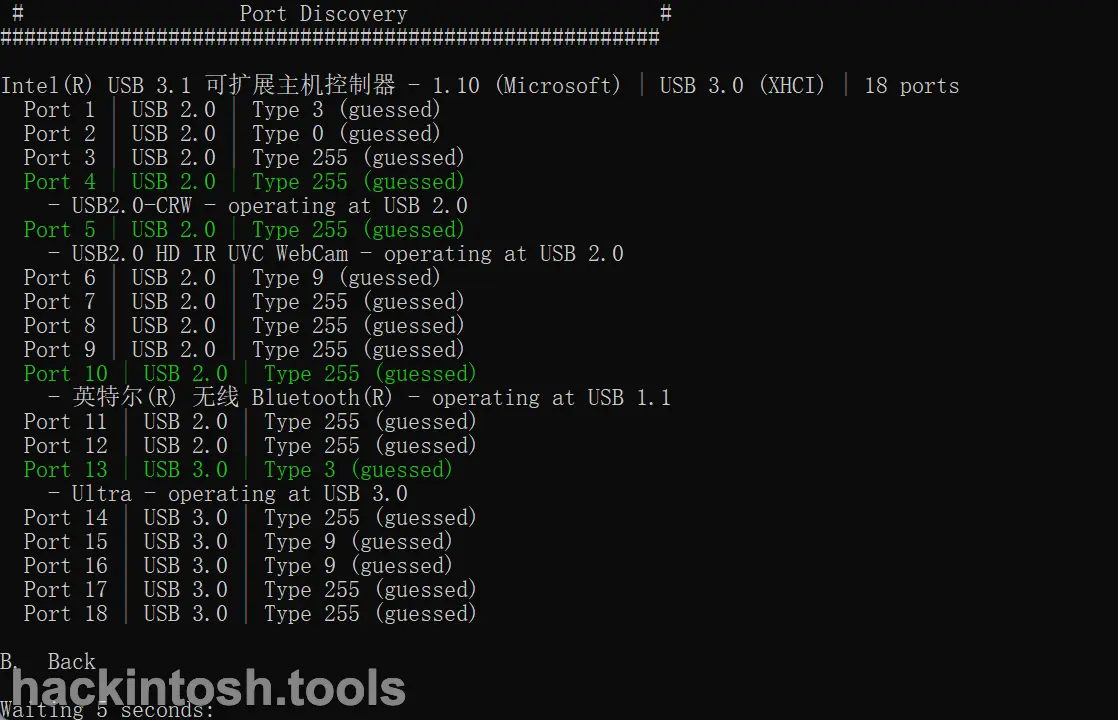 # Port Discovery #
#######################################################
Intel(R) USB 3.1 可扩展主机控制器 - 1.10 (Microsoft) | USB 3.0 (XHCI) | 18 ports
Port 1 | USB 2.0 | Type 3 (guessed)
Port 2 | USB 2.0 | Type 0 (guessed)
Port 3 | USB 2.0 | Type 255 (guessed)
Port 4 | USB 2.0 | Type 255 (guessed)
- USB2.0-CRW - operating at USB 2.0
Port 5 | USB 2.0 | Type 255 (guessed)
- USB2.0 HD IR UVC WebCam - operating at USB 2.0
Port 6 | USB 2.0 | Type 9 (guessed)
Port 7 | USB 2.0 | Type 255 (guessed)
Port 8 | USB 2.0 | Type 255 (guessed)
Port 9 | USB 2.0 | Type 255 (guessed)
Port 10 | USB 2.0 | Type 255 (guessed)
- 英特尔(R) 无线 Bluetooth(R) - operating at USB 1.1
Port 11 | USB 2.0 | Type 255 (guessed)
Port 12 | USB 2.0 | Type 255 (guessed)
Port 13 | USB 3.0 | Type 3 (guessed)
- Ultra - operating at USB 3.0
Port 14 | USB 3.0 | Type 255 (guessed)
Port 15 | USB 3.0 | Type 9 (guessed)
Port 16 | USB 3.0 | Type 9 (guessed)
Port 17 | USB 3.0 | Type 255 (guessed)
Port 18 | USB 3.0 | Type 255 (guessed)
B. Back
hackintosh.tools
Waiting 5 seconds: